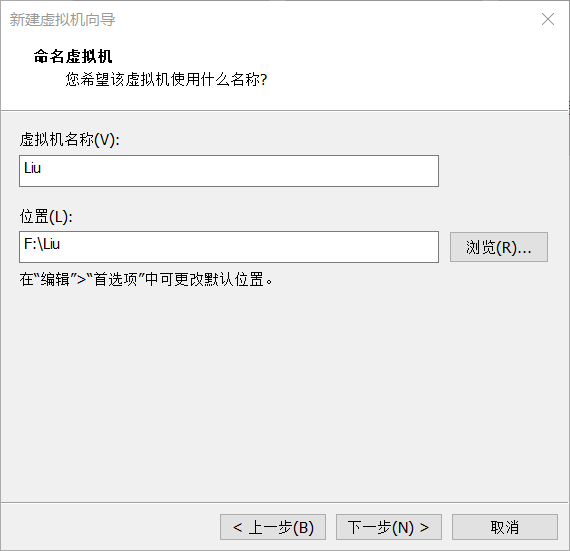 新建虚拟机向导
命名虚拟机
您希望该虚拟机使用什么名称?
虚拟机名称(V):
Liu
位置(L):
F:\Liu
浏览(R)...
在“编辑”>“首选项”中可更改默认位置。
< 上一步(B)
下一步(N) >
取消